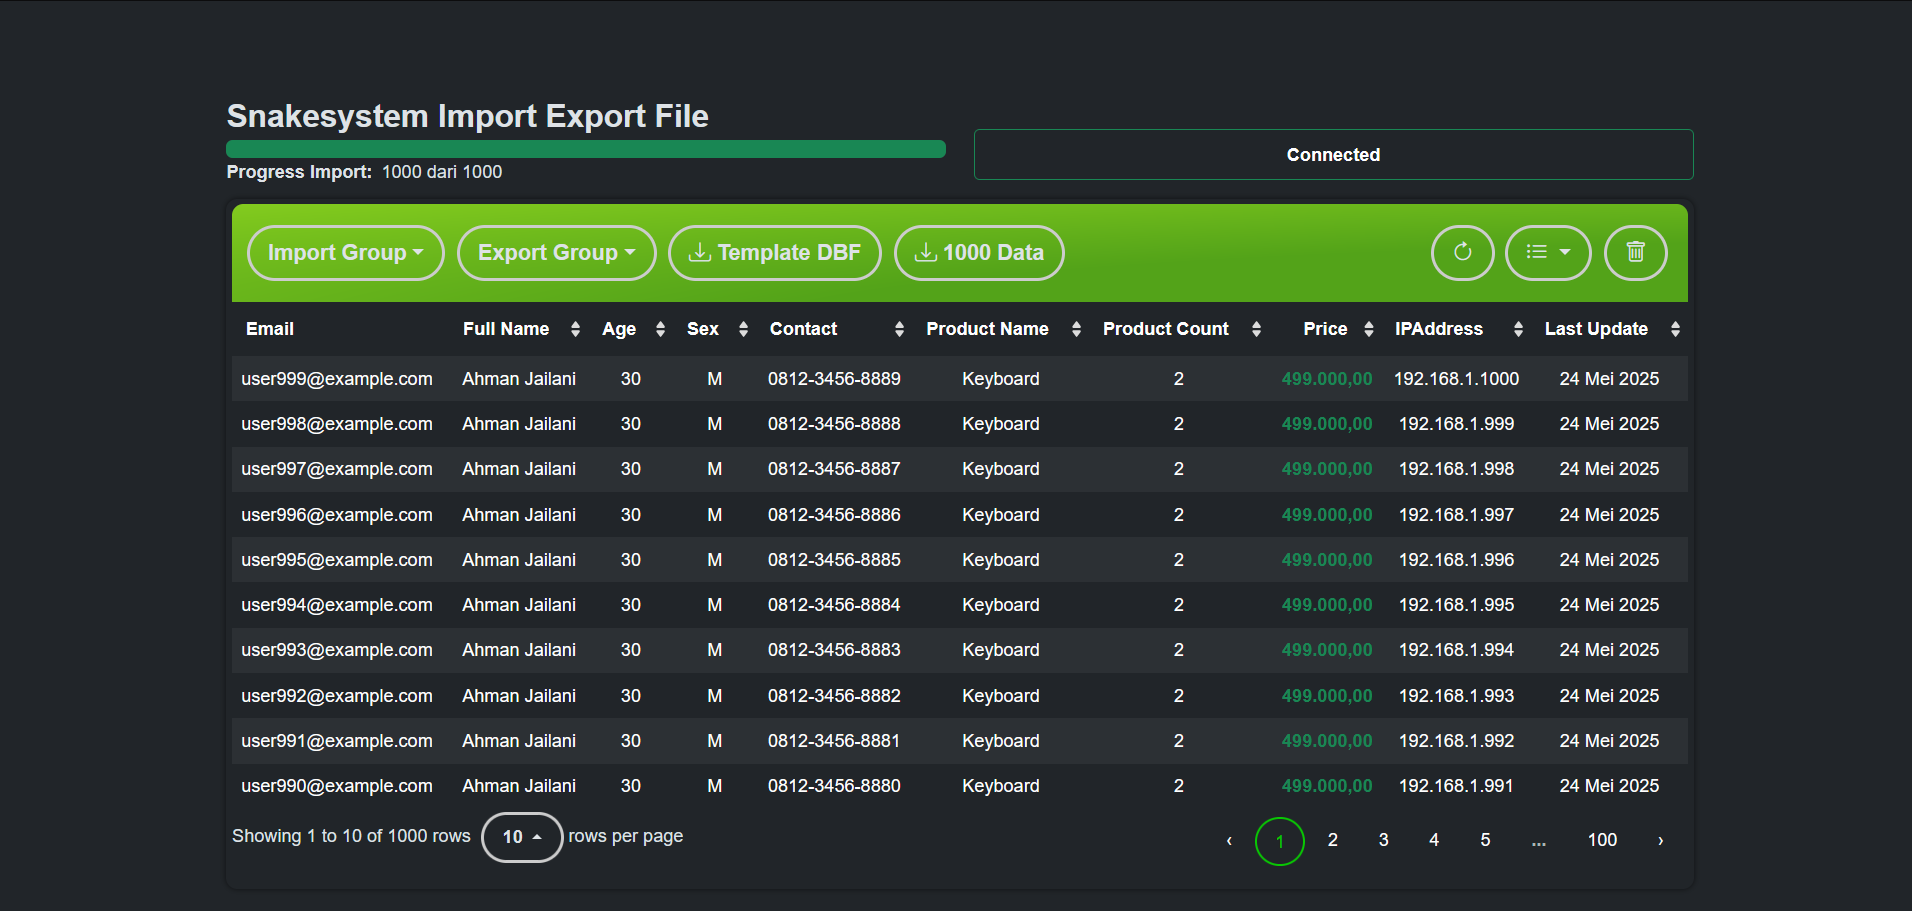 Snakesystem Import Export File
Progress Import: 1000 dari 1000
Connected
Import Group Export Group Template DBF 1000 Data
Email Full Name Age Sex Contact Product Name Product Count Price IPAddress Last Update
user999@example.com Ahman Jailani 30 M 0812-3456-8889 Keyboard 2 499.000,00 192.168.1.1000 24 Mei 2025
user998@example.com Ahman Jailani 30 M 0812-3456-8888 Keyboard 2 499.000,00 192.168.1.999 24 Mei 2025
user997@example.com Ahman Jailani 30 M 0812-3456-8887 Keyboard 2 499.000,00 192.168.1.998 24 Mei 2025
user996@example.com Ahman Jailani 30 M 0812-3456-8886 Keyboard 2 499.000,00 192.168.1.997 24 Mei 2025
user995@example.com Ahman Jailani 30 M 0812-3456-8885 Keyboard 2 499.000,00 192.168.1.996 24 Mei 2025
user994@example.com Ahman Jailani 30 M 0812-3456-8884 Keyboard 2 499.000,00 192.168.1.995 24 Mei 2025
user993@example.com Ahman Jailani 30 M 0812-3456-8883 Keyboard 2 499.000,00 192.168.1.994 24 Mei 2025
user992@example.com Ahman Jailani 30 M 0812-3456-8882 Keyboard 2 499.000,00 192.168.1.993 24 Mei 2025
user991@example.com Ahman Jailani 30 M 0812-3456-8881 Keyboard 2 499.000,00 192.168.1.992 24 Mei 2025
user990@example.com Ahman Jailani 30 M 0812-3456-8880 Keyboard 2 499.000,00 192.168.1.991 24 Mei 2025
Showing 1 to 10 of 1000 rows 10 rows per page ‹ 1 2 3 4 5 ... 100 ›